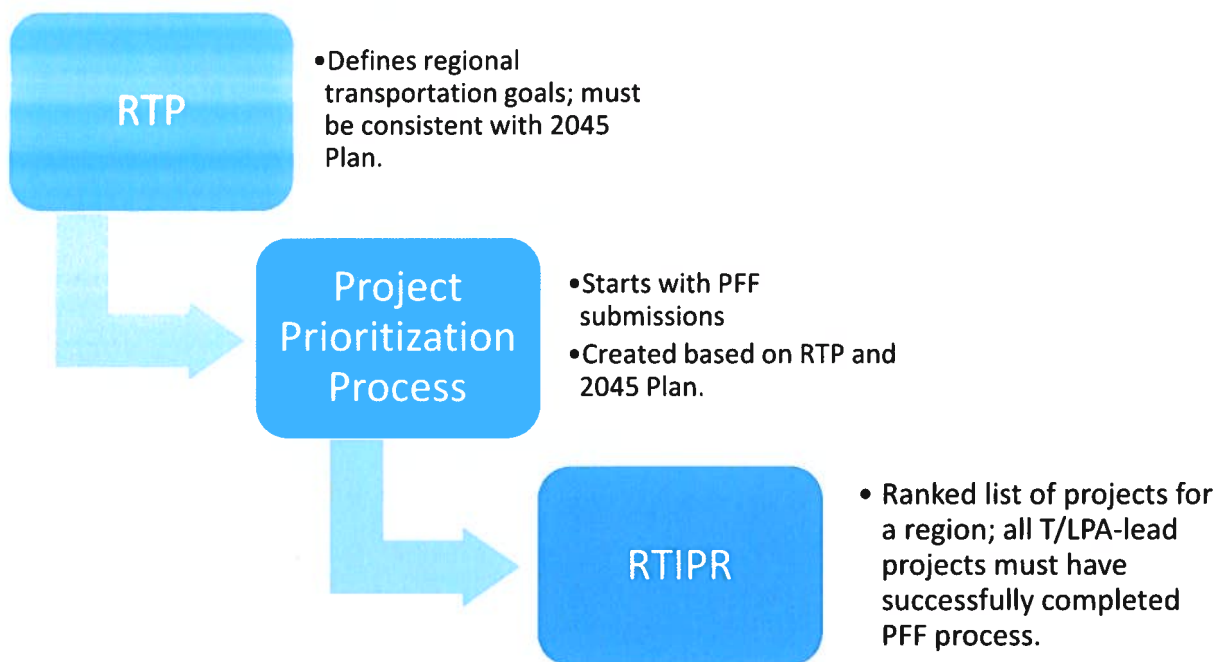 RTP
•Defines regional
transportation goals; must
be consistent with 2045
Plan.
Project
Prioritization
Process
•Starts with PFF
submissions
•Created based on RTP and
2045 Plan.
RTIPR
• Ranked list of projects for
a region; all T/LPA-lead
projects must have
successfully completed
PFF process.